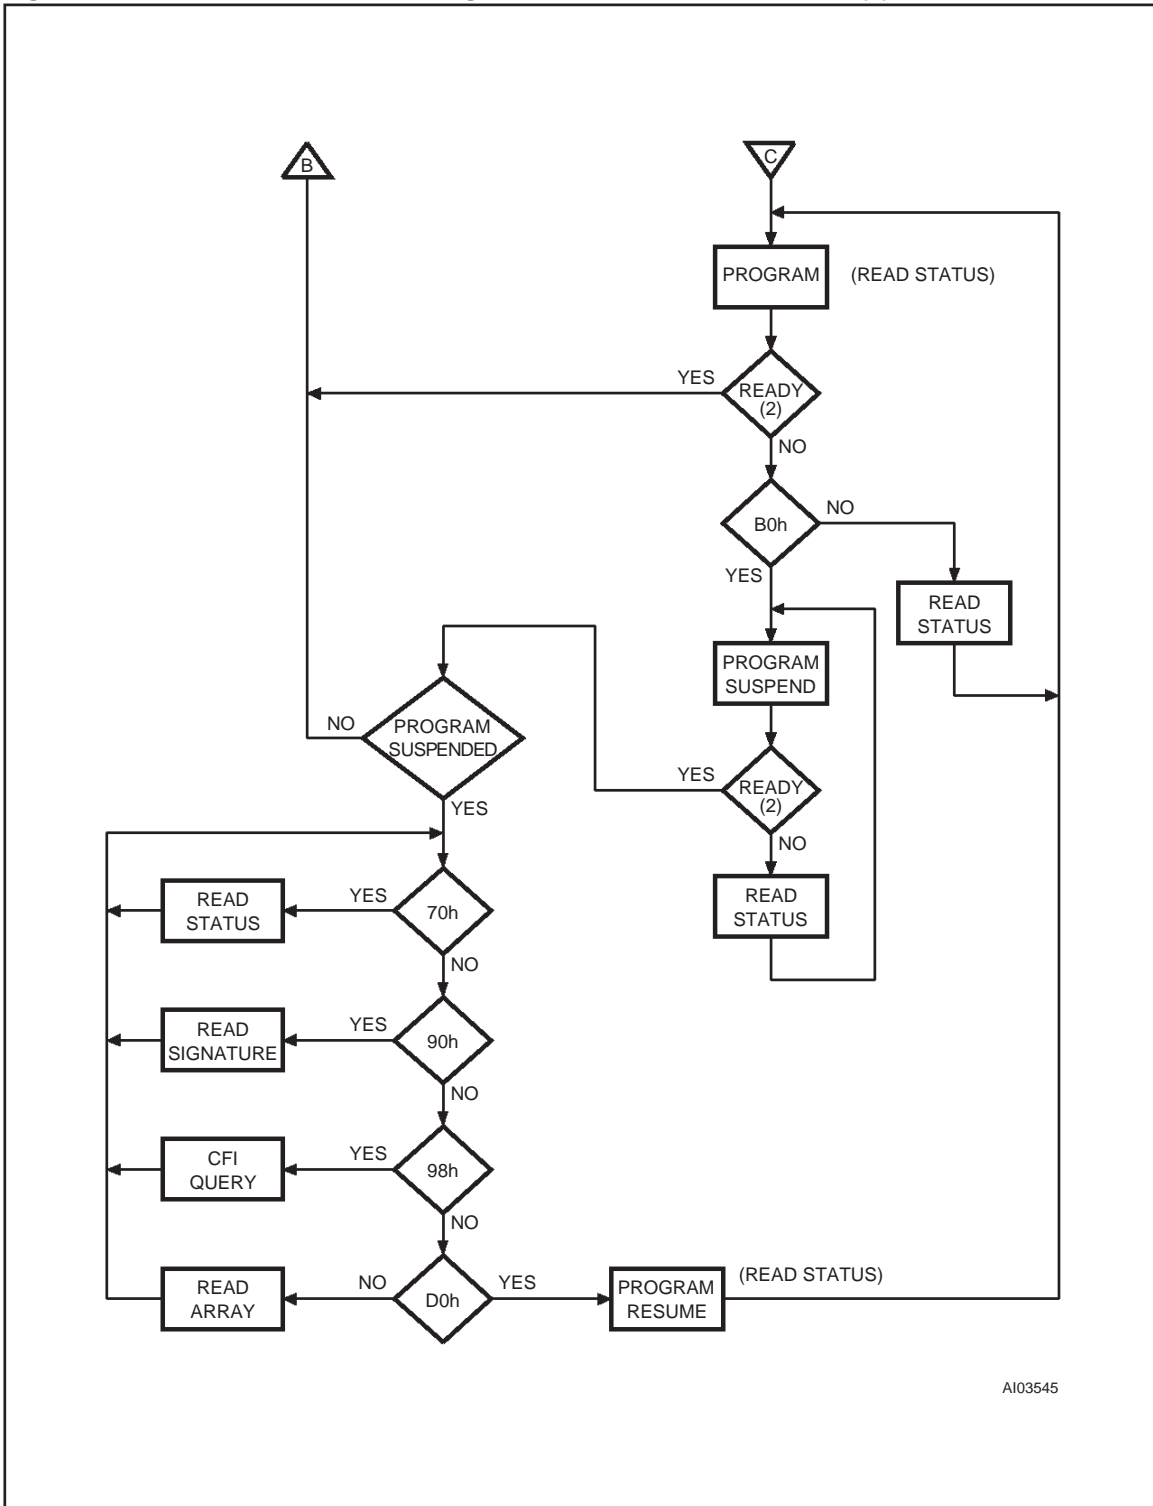 B
C
PROGRAM
(READ STATUS)
YES
READY
(2)
NO
B0h
NO
YES
READ
STATUS
PROGRAM
SUSPEND
NO
PROGRAM
SUSPENDED
YES
READY
(2)
YES
NO
READ
STATUS
YES
70h
READ
STATUS
NO
READ
SIGNATURE
YES
90h
NO
CFI
QUERY
YES
98h
NO
READ
ARRAY
NO
D0h
YES
PROGRAM
RESUME
(READ STATUS)
AI03545